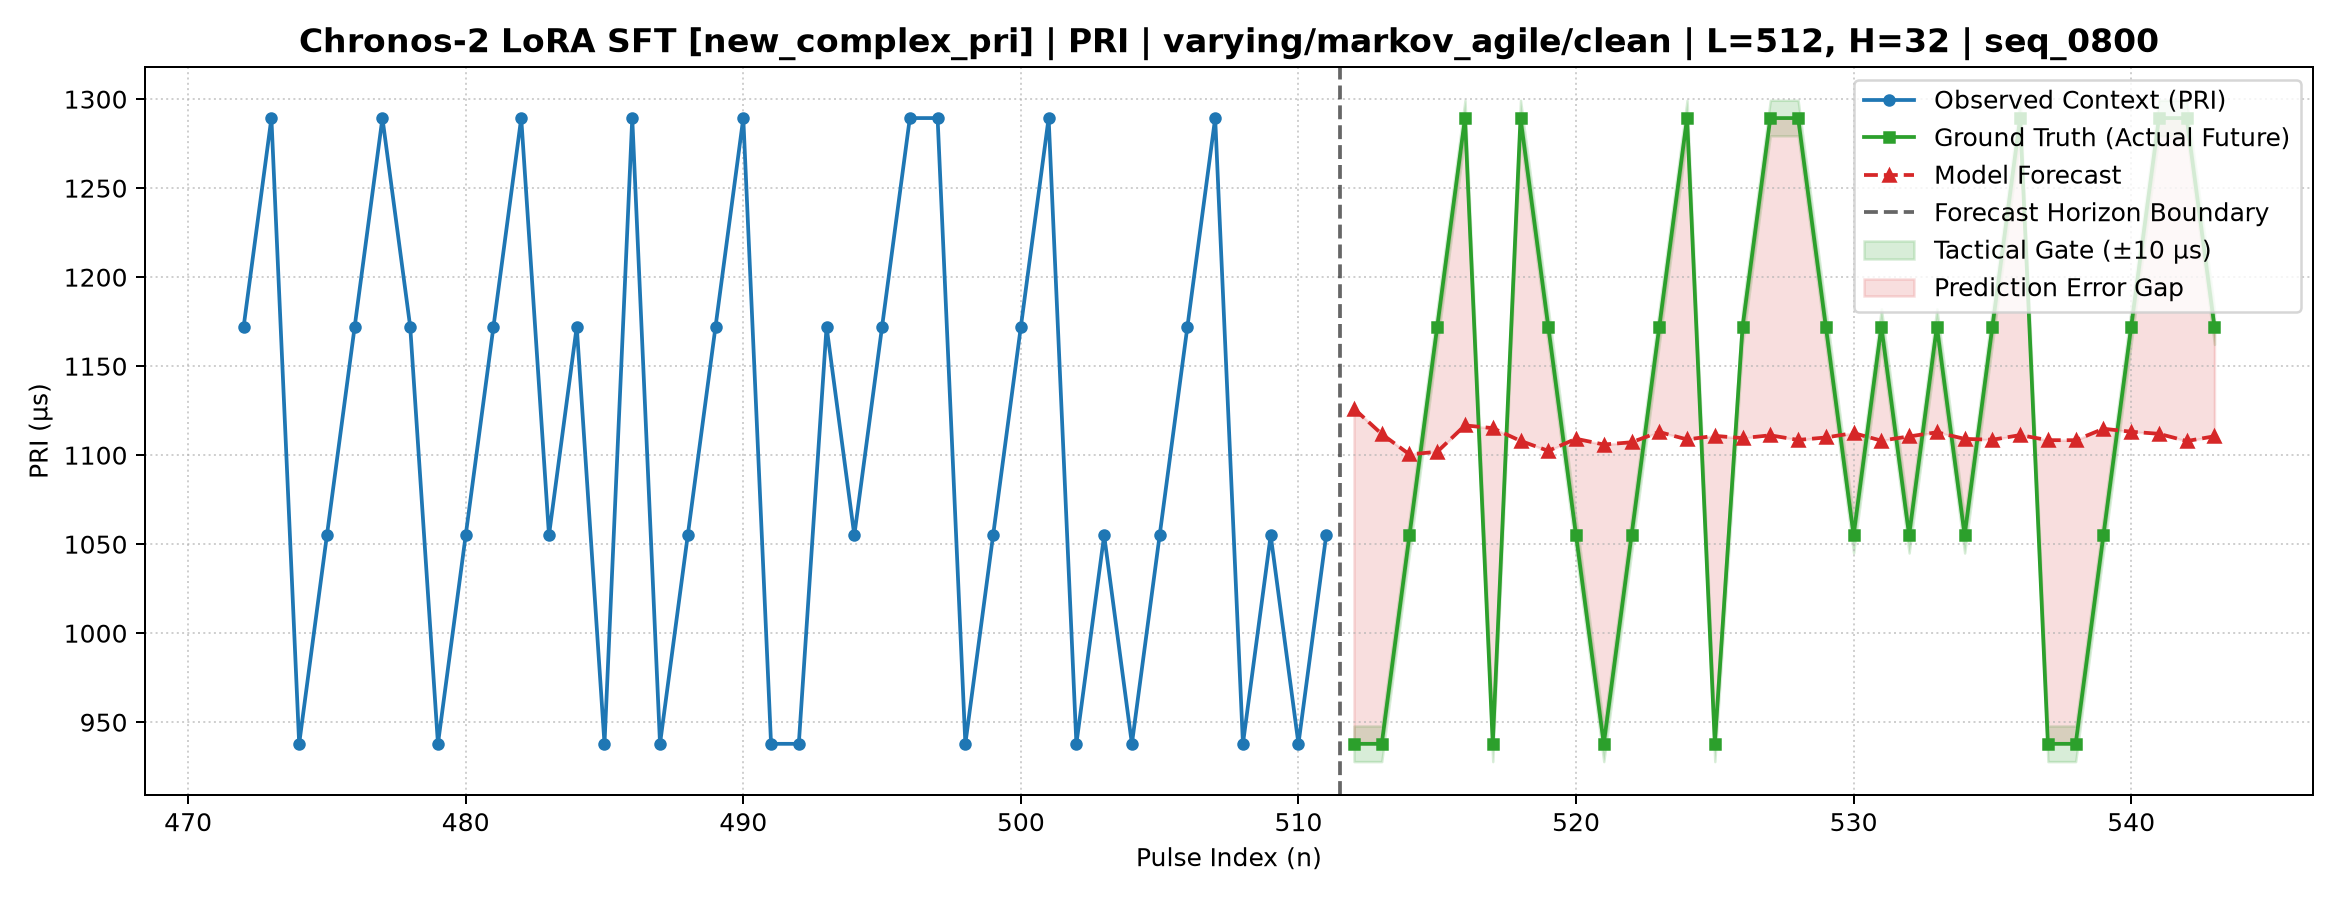 Chronos-2 LoRA SFT [new_complex_pri] | PRI | varying/markov_agile/clean | L=512, H=32 | seq_0800
PRI (µs)
1300
1250
1200
1150
1100
1050
1000
950
Observed Context (PRI)
Ground Truth (Actual Future)
Model Forecast
Forecast Horizon Boundary
Tactical Gate (±10 µs)
Prediction Error Gap
470 480 490 500 510 520 530 540
Pulse Index (n)